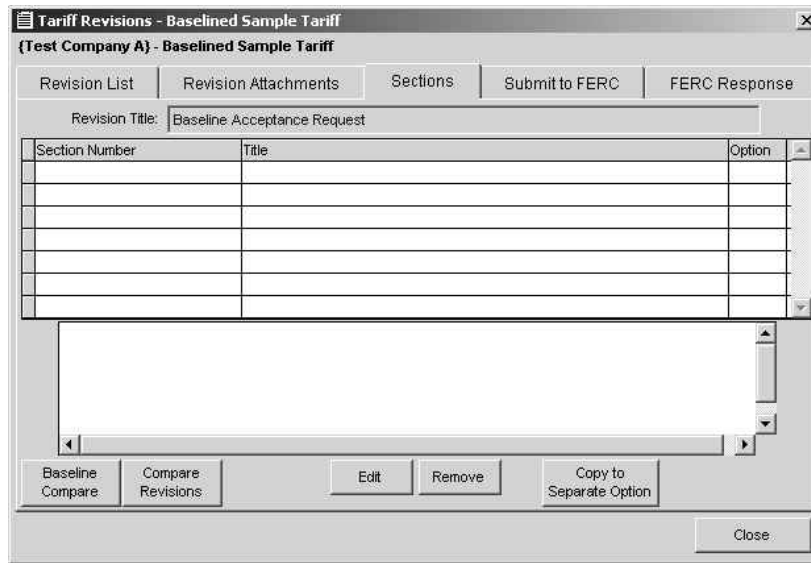 Tariff Revisions - Baselined Sample Tariff
{Test Company A} - Baselined Sample Tariff
Revision List Revision Attachments Sections Submit to FERC FERC Response
Revision Title: Baseline Acceptance Request
Section Number Title Option
Baseline Compare Compare Revisions Edit Remove Copy to Separate Option
Close